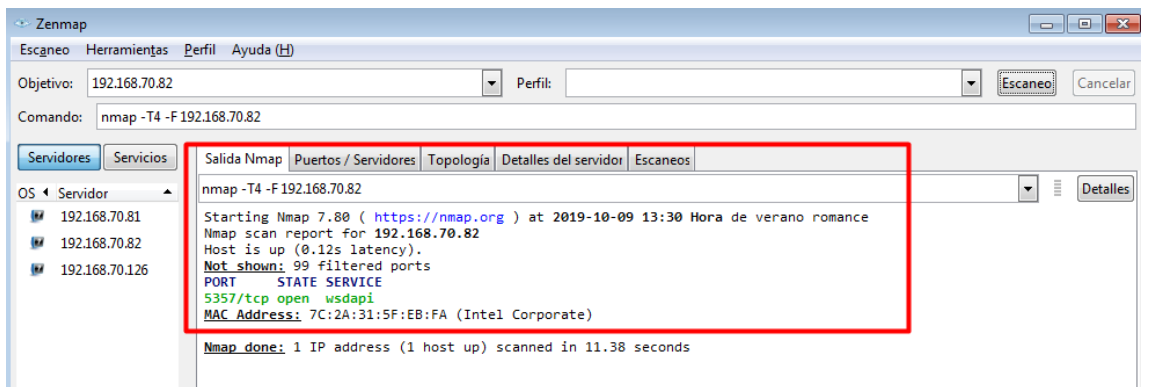 Zenmap
Escaneo Herramientas Perfil Ayuda (H)
Objetivo: 192.168.70.82 Perfil: Escaneo Cancelar
Comando: nmap -T4 -F 192.168.70.82
Servidores Servicios Salida Nmap Puertos / Servidores Topología Detalles del servidor Escaneos
OS Servidor nmap -T4 -F 192.168.70.82 Detalles
192.168.70.81
192.168.70.82
192.168.70.126
Starting Nmap 7.80 ( https://nmap.org ) at 2019-10-09 13:30 Hora de verano romance
Nmap scan report for 192.168.70.82
Host is up (0.12s latency).
Not shown: 99 filtered ports
PORT STATE SERVICE
5357/tcp open wsdapi
MAC Address: 7C:2A:31:5F:EB:FA (Intel Corporate)
Nmap done: 1 IP address (1 host up) scanned in 11.38 seconds